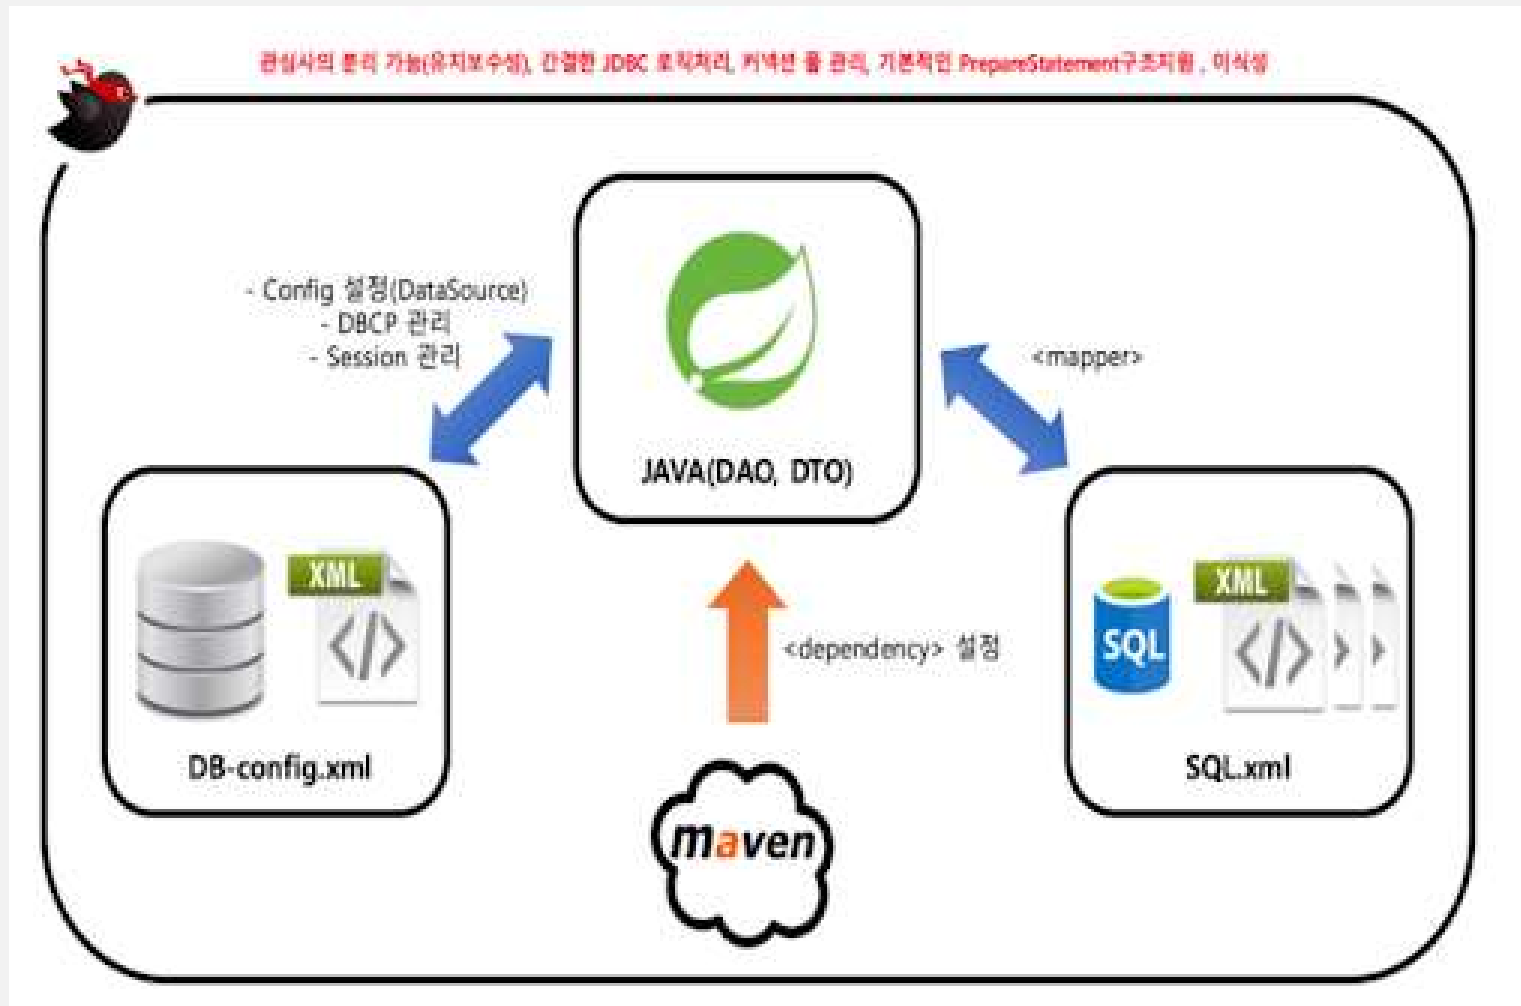 관심사의 분리 가능(유지보수성), 간결한 JDBC 로직처리, 커넥션 풀 관리, 기본적인 PrepareStatement구조지원 , 이식성
- Config 설정(DataSource)
- DBCP 관리
- Session 관리
<mapper>
JAVA(DAO, DTO)
XML
</>
DB-config.xml
<dependency> 설정
SQL
XML
</>
SQL.xml
maven